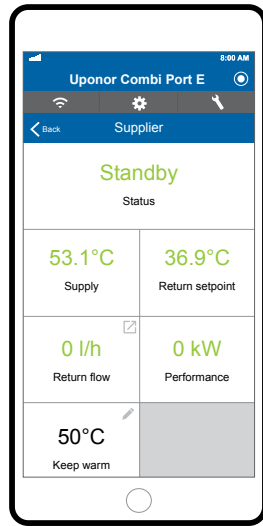 8:00 AM
Uponor Combi Port E
Back
Supplier
Standby
Status
53.1°C
36.9°C
Supply
Return setpoint
0 l/h
0 kW
Return flow
Performance
50°C
Keep warm